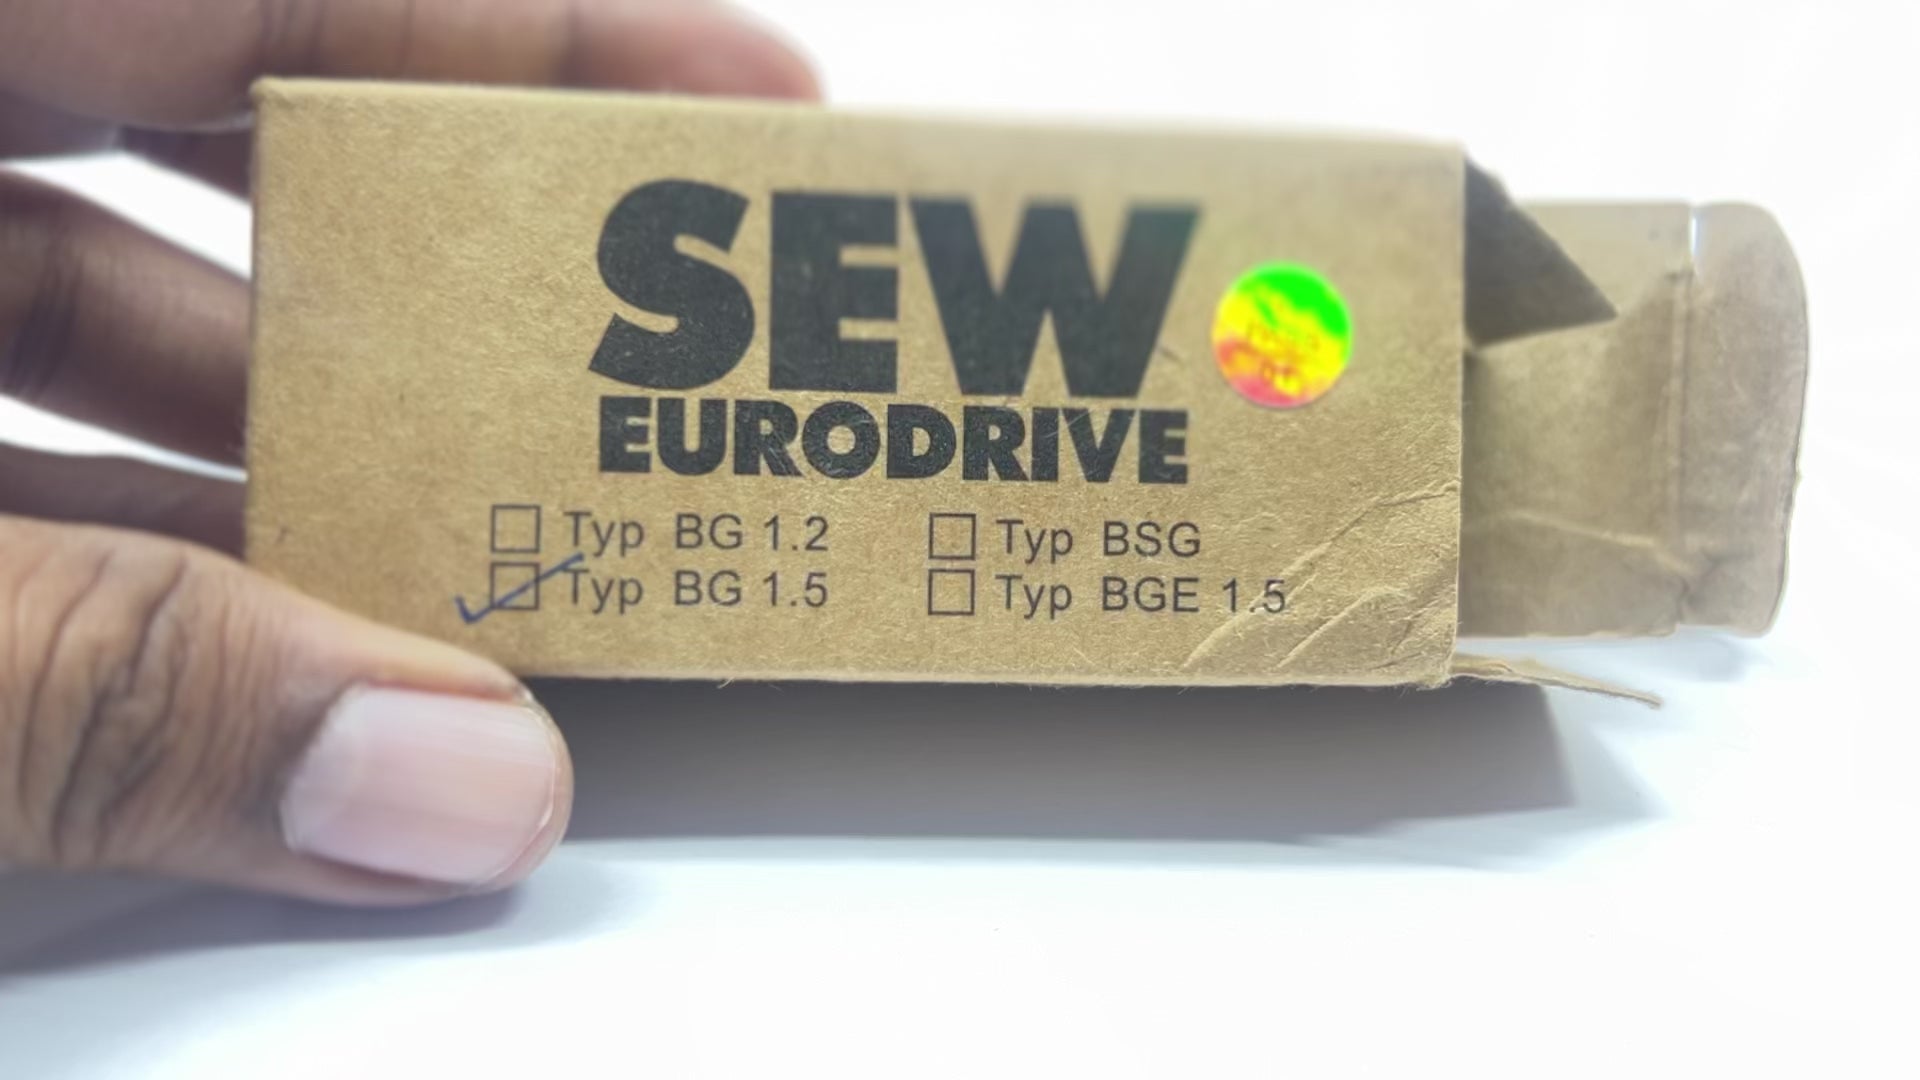 SEW
EURODRIVE
Typ BG 1.2 Typ BSG
Typ BG 1.5 Typ BGE 1.5